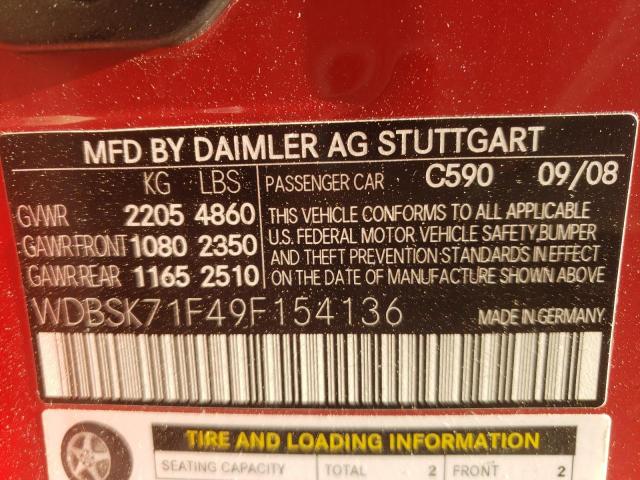 MFD BY DAIMLER AG STUTTGART
KG LBS
PASSENGER CAR C590 09/08
GVWR 2205 4860
GAWR FRONT 1080 2350
GAWR REAR 1165 2510
THIS VEHICLE CONFORMS TO ALL APPLICABLE
U.S. FEDERAL MOTOR VEHICLE SAFETY, BUMPER
AND THEFT PREVENTION STANDARDS IN EFFECT
ON THE DATE OF MANUFACTURE SHOWN ABOVE
WDBSK71F49F154136 MADE IN GERMANY
TIRE AND LOADING INFORMATION
SEATING CAPACITY TOTAL 2 FRONT 2